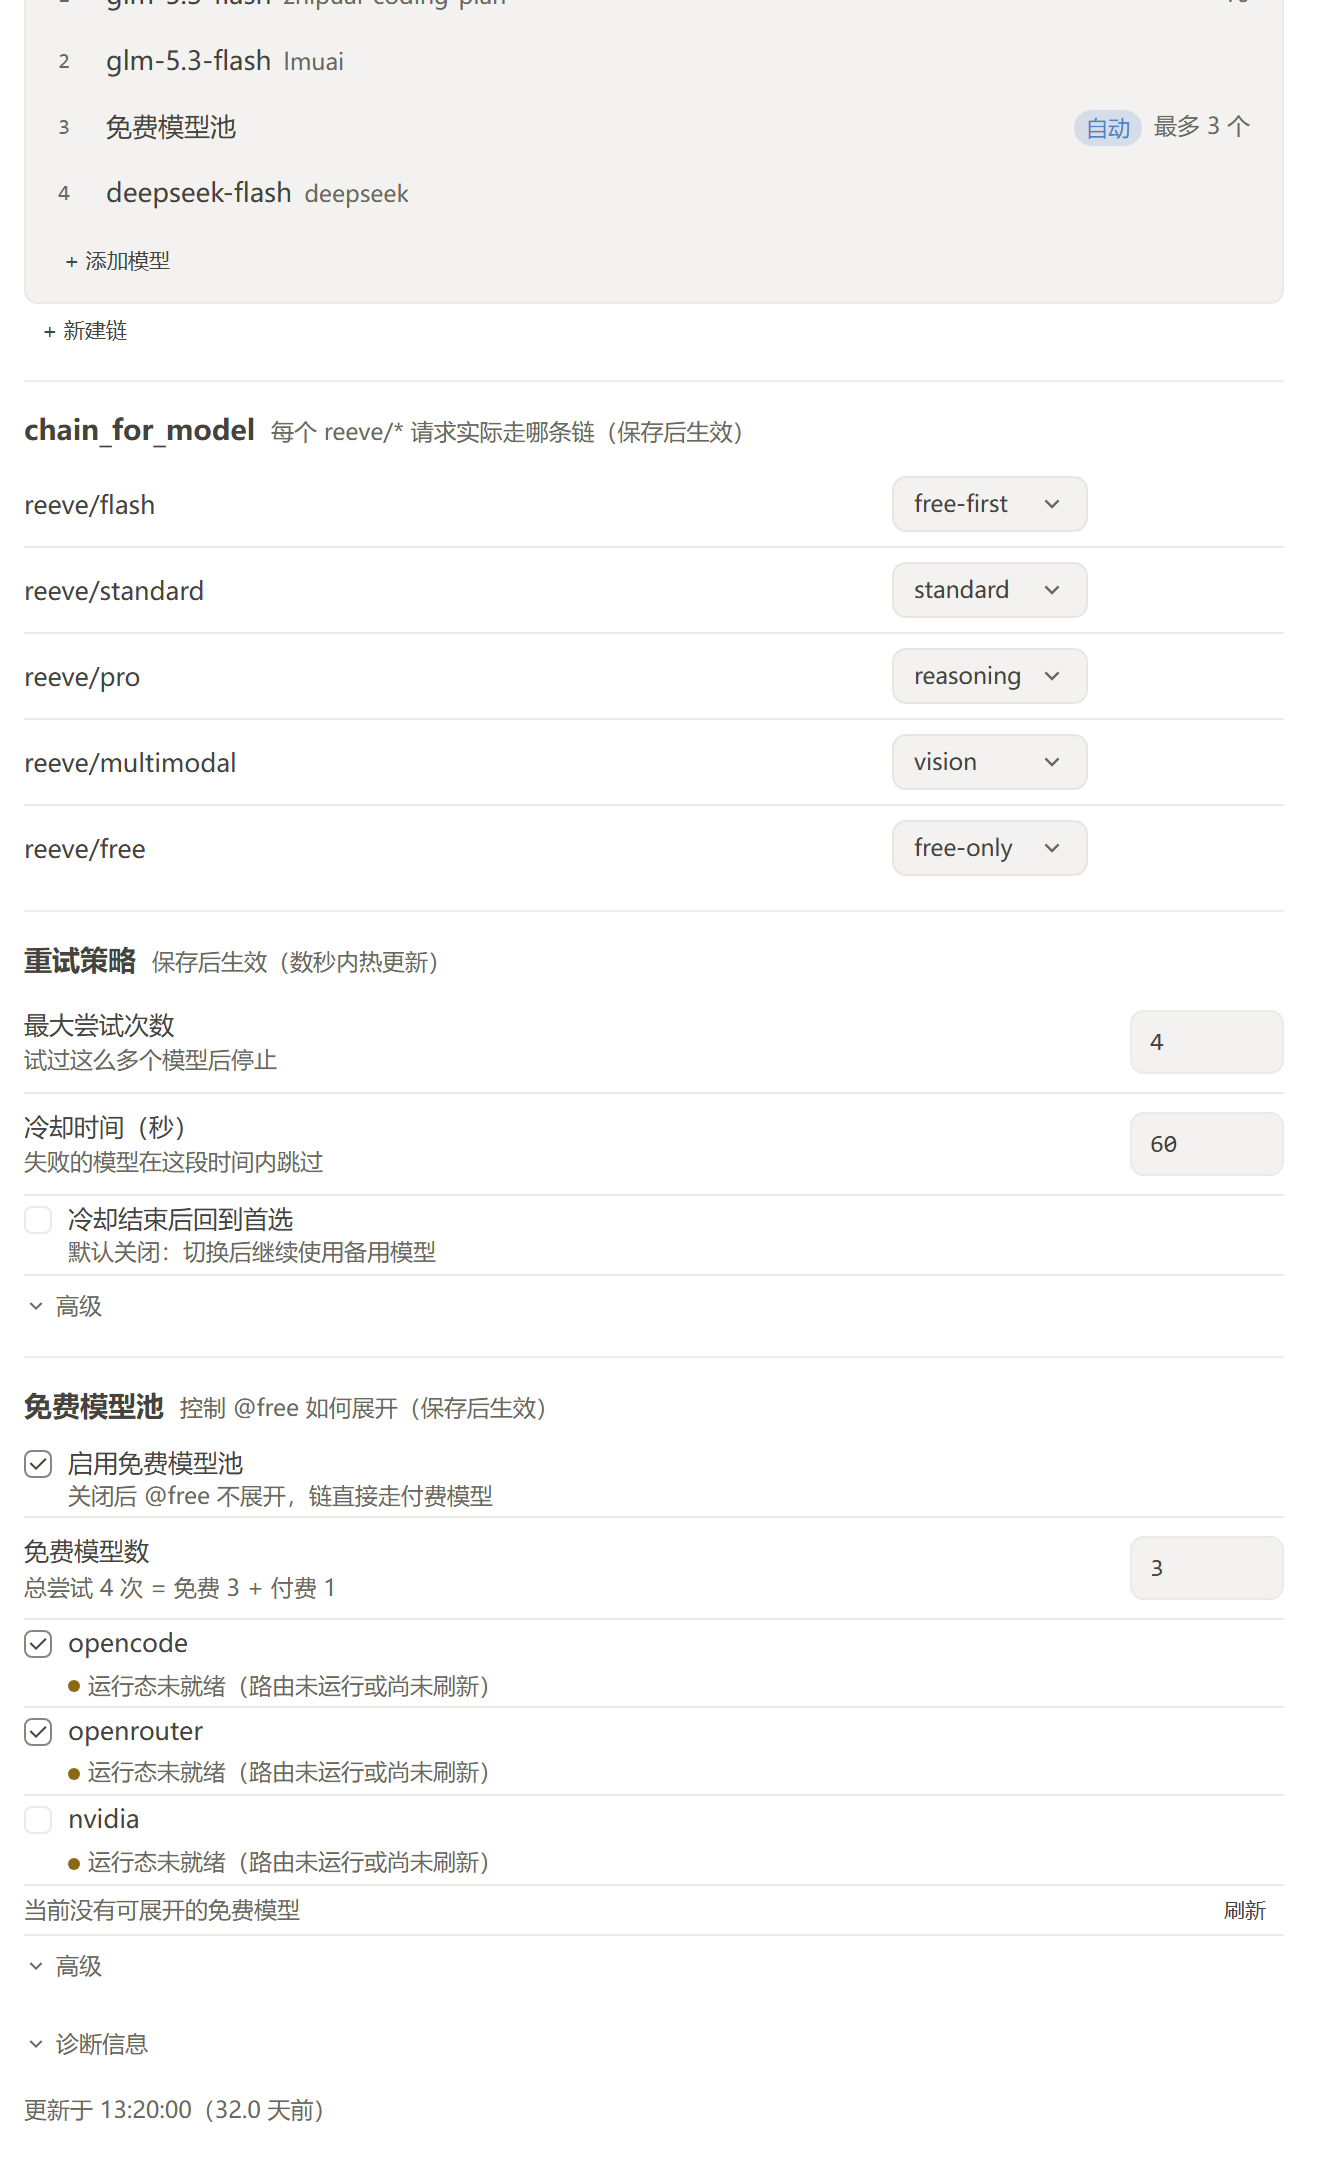 2 glm-5.3-flash lmuai
3 免费模型池 自动 最多 3 个
4 deepseek-flash deepseek
+ 添加模型
+ 新建链
chain_for_model 每个 reeve/* 请求实际走哪条链（保存后生效）
reeve/flash free-first
reeve/standard standard
reeve/pro reasoning
reeve/multimodal vision
reeve/free free-only
重试策略 保存后生效（数秒内热更新）
最大尝试次数 4
试过这么多个模型后停止
冷却时间（秒） 60
失败的模型在这段时间内跳过
冷却结束后回到首选
默认关闭：切换后继续使用备用模型
高级
免费模型池 控制 @free 如何展开（保存后生效）
启用免费模型池
关闭后 @free 不展开，链直接走付费模型
免费模型数 3
总尝试 4 次 = 免费 3 + 付费 1
opencode
运行态未就绪（路由未运行或尚未刷新）
openrouter
运行态未就绪（路由未运行或尚未刷新）
nvidia
运行态未就绪（路由未运行或尚未刷新）
当前没有可展开的免费模型 刷新
高级
诊断信息
更新于 13:20:00（32.0 天前）